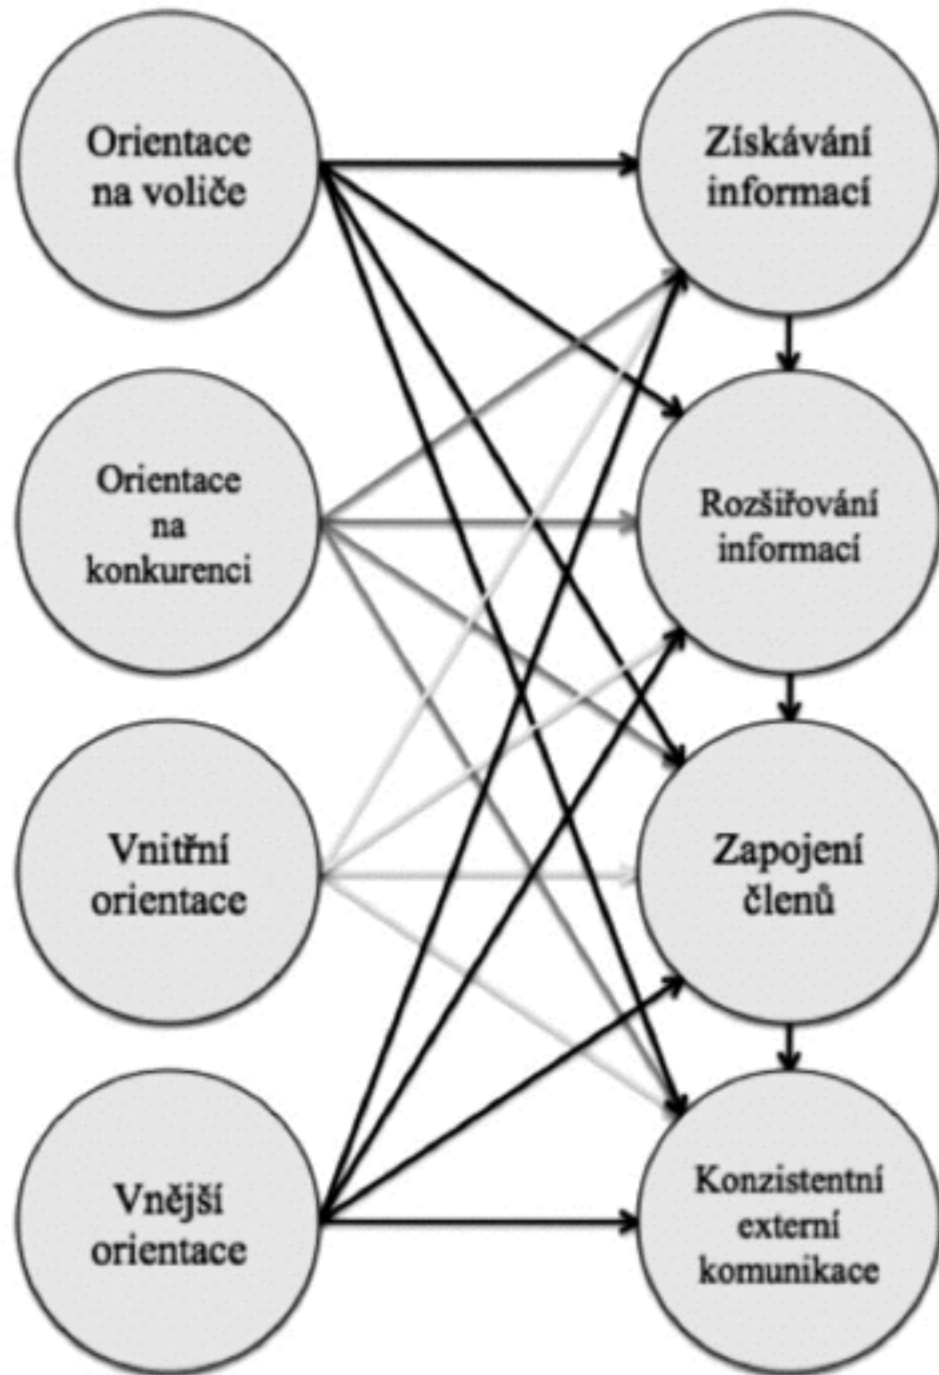 Orientace
na voliče
Získávání
informací
Orientace
na
konkurenci
Rozšiřování
informací
Vnitřní
orientace
Zapojení
členů
Vnější
orientace
Konzistentní
externí
komunikace